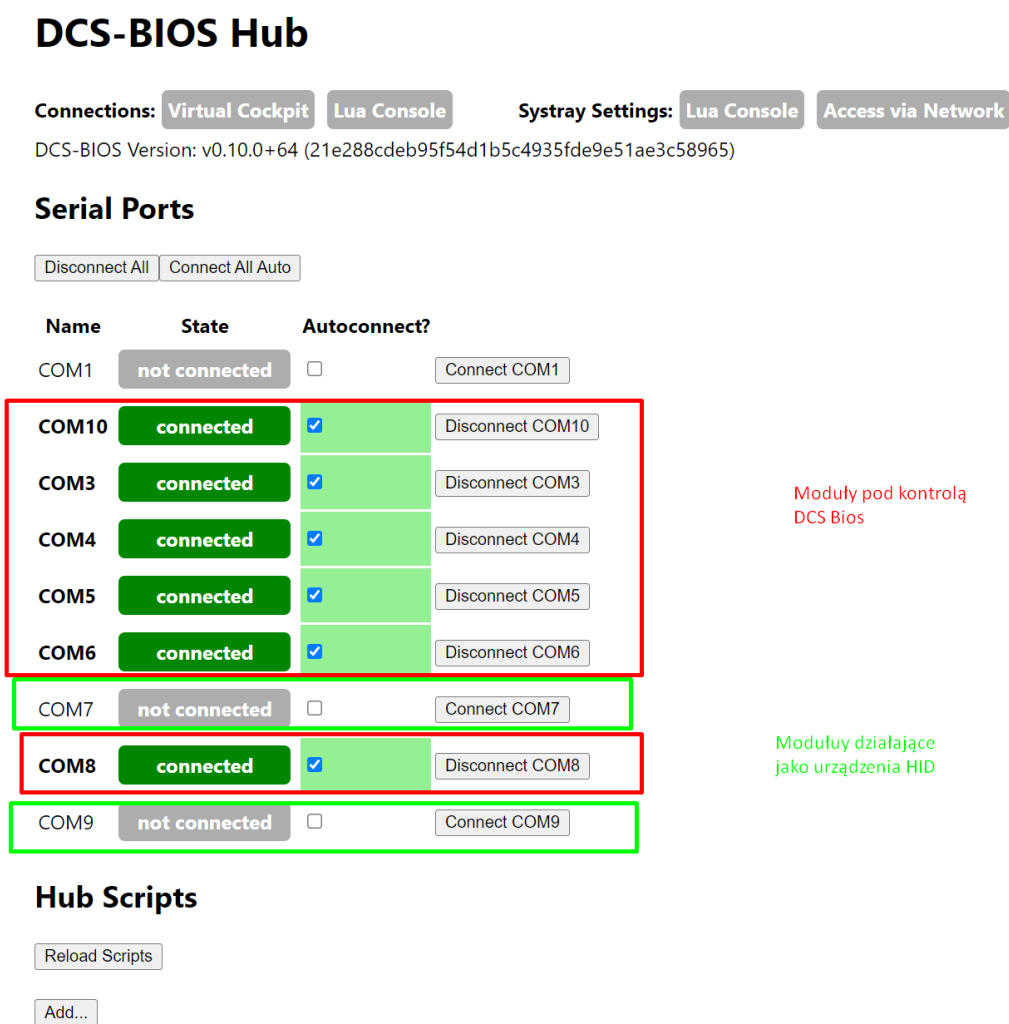 DCS-BIOS Hub
Connections: Virtual Cockpit Lua Console Systray Settings: Lua Console Access via Network
DCS-BIOS Version: v0.10.0+64 (21e288cdeb95f54d1b5c4935fde9e51ae3c58965)
Serial Ports
Disconnect All Connect All Auto
Name State Autoconnect?
COM1 not connected Connect COM1
COM10 connected Disconnect COM10
COM3 connected Disconnect COM3
Moduły pod kontrolą
DCS Bios
COM4 connected Disconnect COM4
COM5 connected Disconnect COM5
COM6 connected Disconnect COM6
COM7 not connected Connect COM7
Modułuy działające
jako urządzenia HID
COM8 connected Disconnect COM8
COM9 not connected Connect COM9
Hub Scripts
Reload Scripts
Add...